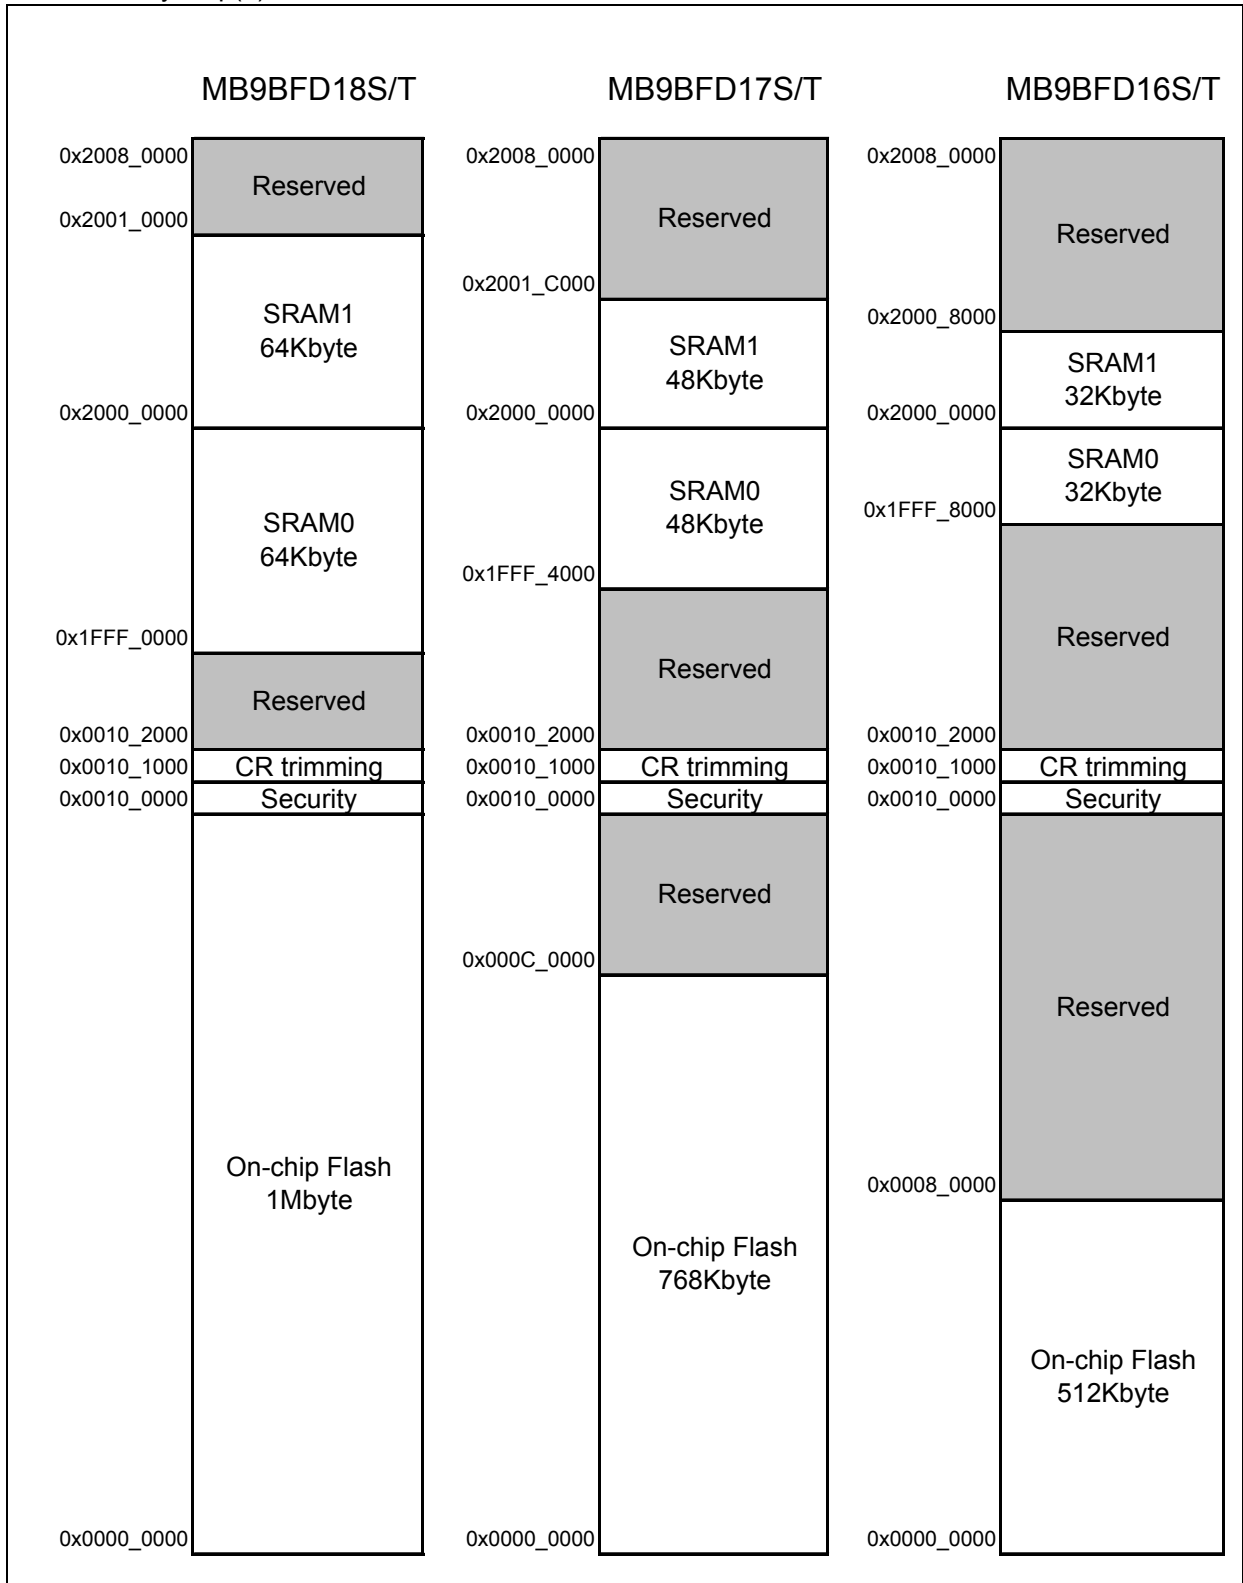 MB9BFD18S/T MB9BFD17S/T MB9BFD16S/T
0x2008_0000
Reserved
0x2001_0000
SRAM1
64Kbyte
0x2000_0000
SRAM0
64Kbyte
0x1FFF_0000
Reserved
0x0010_2000
0x0010_1000 CR trimming
0x0010_0000 Security
On-chip Flash
1Mbyte
0x0000_0000
0x2008_0000
Reserved
0x2001_C000
SRAM1
48Kbyte
0x2000_0000
SRAM0
48Kbyte
0x1FFF_4000
Reserved
0x0010_2000
0x0010_1000 CR trimming
0x0010_0000 Security
Reserved
0x000C_0000
On-chip Flash
768Kbyte
0x0000_0000
0x2008_0000
Reserved
0x2000_8000
SRAM1
32Kbyte
0x2000_0000
SRAM0
32Kbyte
0x1FFF_8000
Reserved
0x0010_2000
0x0010_1000 CR trimming
0x0010_0000 Security
Reserved
0x0008_0000
On-chip Flash
512Kbyte
0x0000_0000